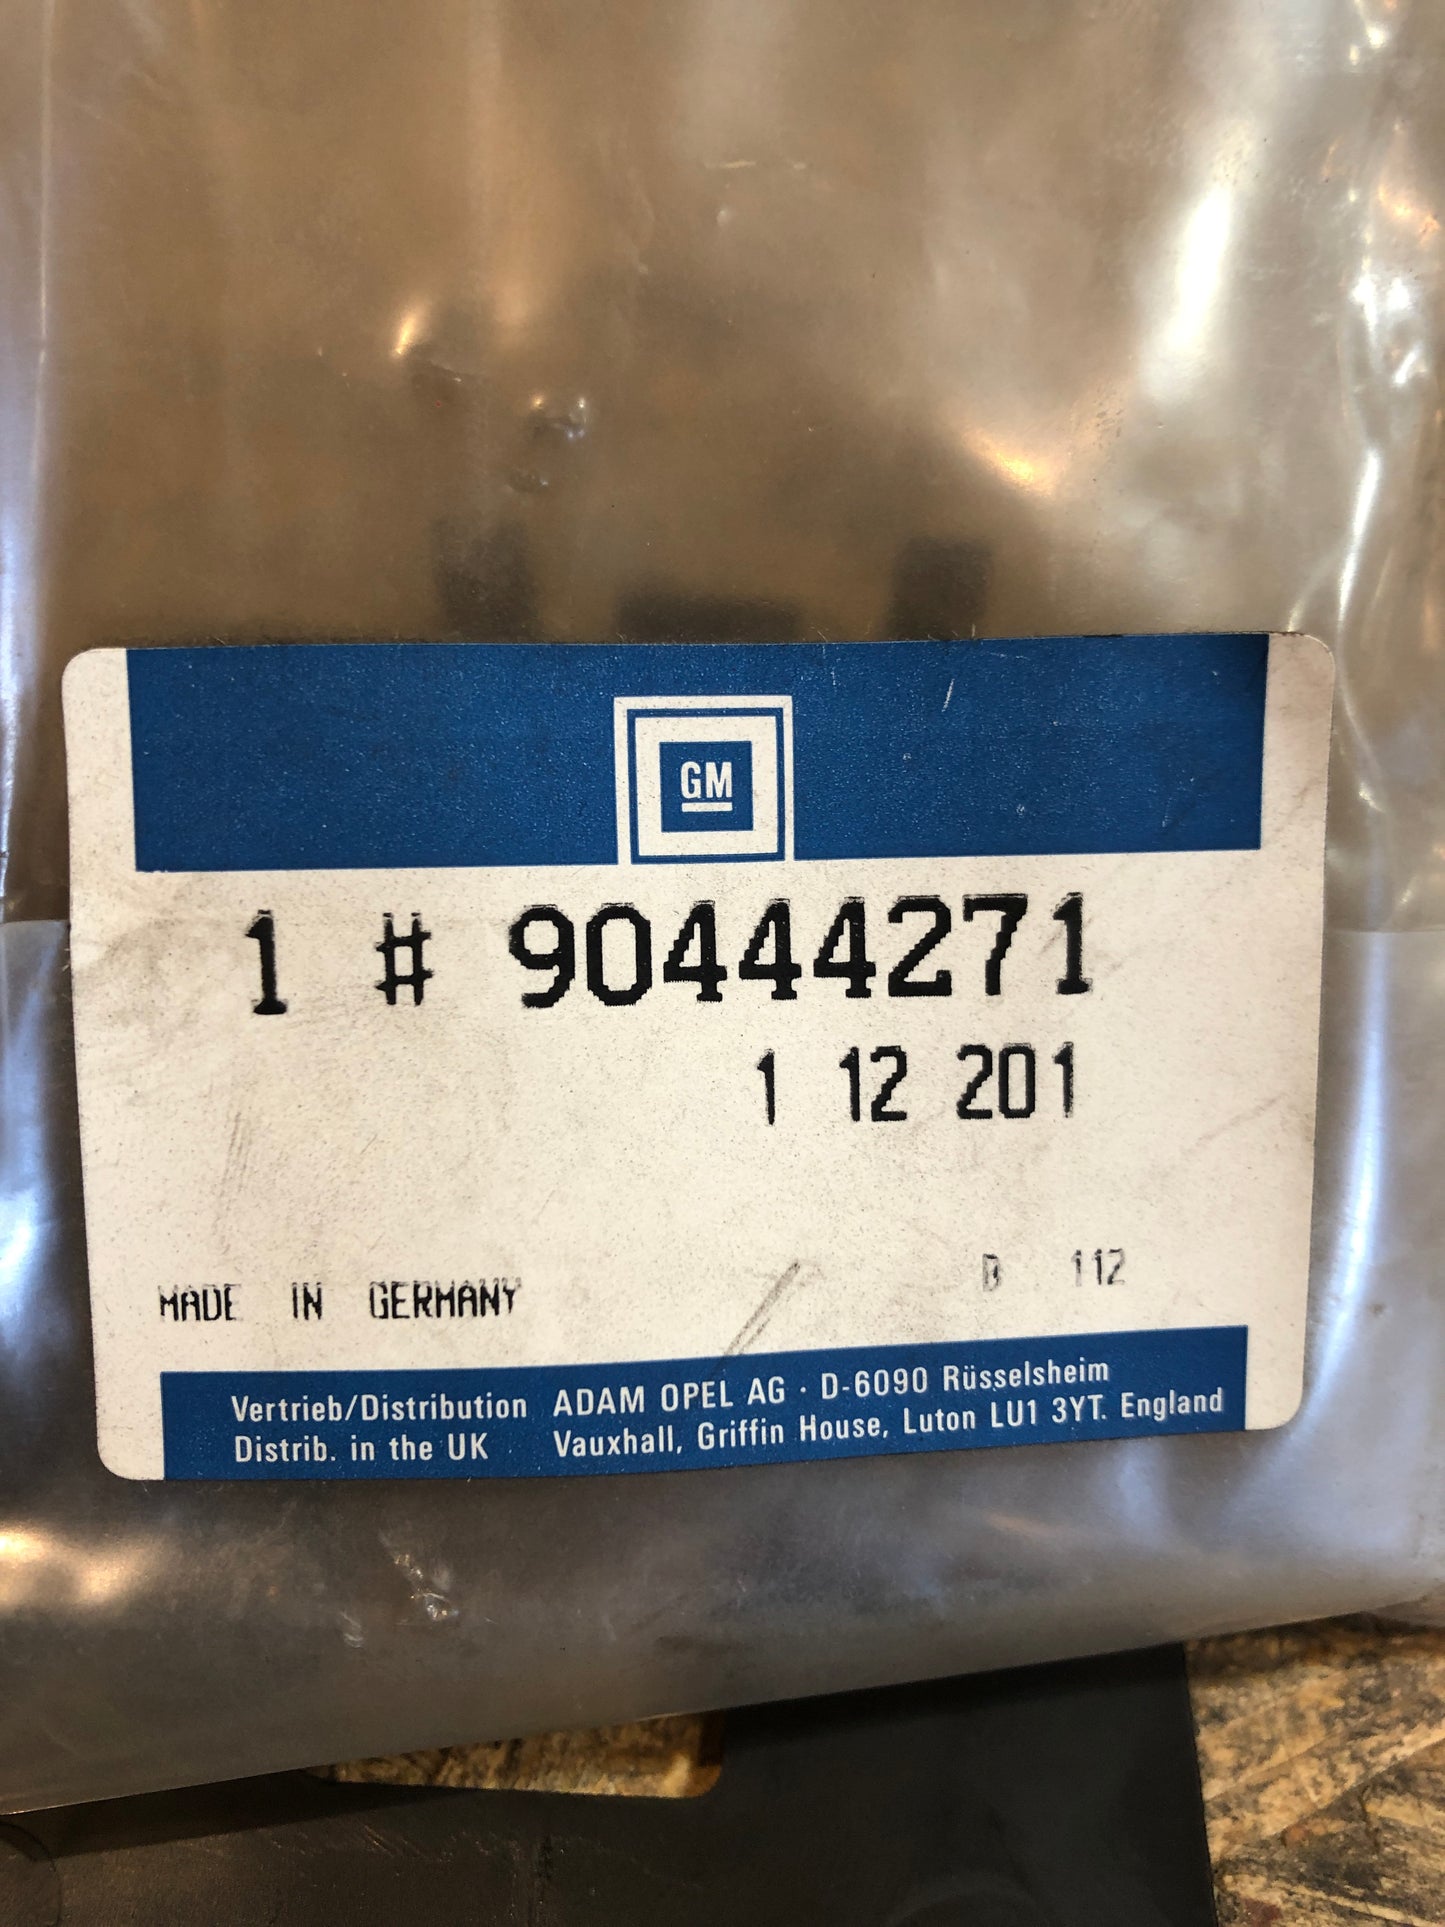 GM
1 # 90444271
1 12 201
MADE IN GERMANY D 112
Vertrieb/Distribution ADAM OPEL AG · D-6090 Rüsselsheim
Distrib. in the UK Vauxhall, Griffin House, Luton LU1 3YT. England